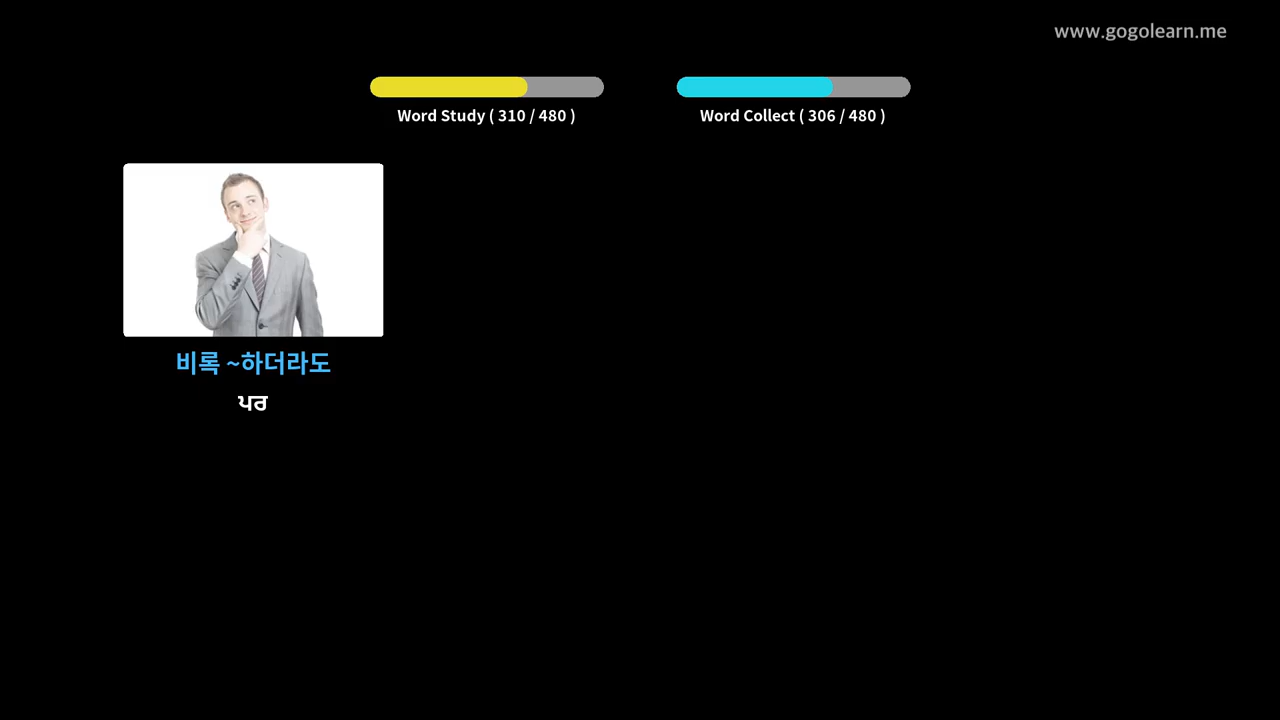 www.gogolearn.me
Word Study ( 310 / 480 )
Word Collect ( 306 / 480 )
비록 ~하더라도
ਪਰ